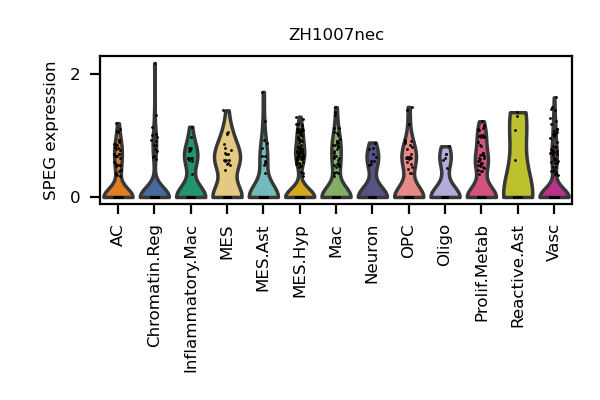 ZH1007nec
SPEG expression
2
0
AC
Chromatin.Reg
Inflammatory.Mac
MES
MES.Ast
MES.Hyp
Mac
Neuron
OPC
Oligo
Prolif.Metab
Reactive.Ast
Vasc